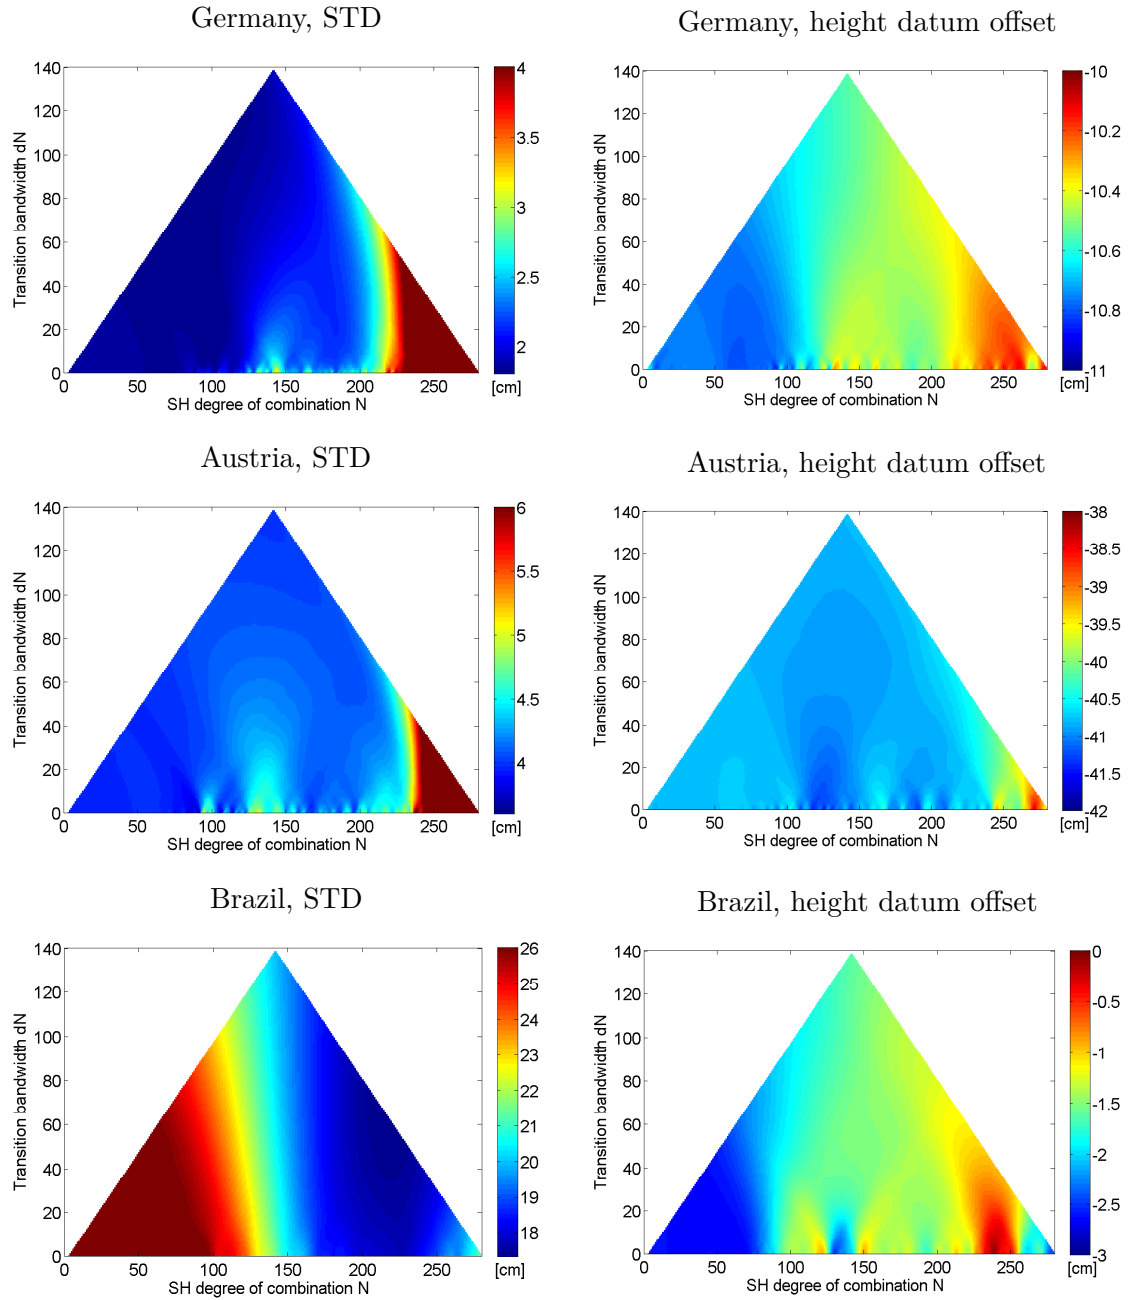 Germany, STD
Germany, height datum offset
140
120
100
80
60
40
20
0
Transition bandwidth dN
0 50 100 150 200 250
SH degree of combination N
4
3.5
3
2.5
2
[cm]
140
120
100
80
60
40
20
0
Transition bandwidth dN
0 50 100 150 200 250
SH degree of combination N
-10
-10.2
-10.4
-10.6
-10.8
-11
[cm]
Austria, STD
Austria, height datum offset
140
120
100
80
60
40
20
0
Transition bandwidth dN
0 50 100 150 200 250
SH degree of combination N
6
5.5
5
4.5
4
[cm]
140
120
100
80
60
40
20
0
Transition bandwidth dN
0 50 100 150 200 250
SH degree of combination N
-38
-38.5
-39
-39.5
-40
-40.5
-41
-41.5
-42
[cm]
Brazil, STD
Brazil, height datum offset
140
120
100
80
60
40
20
0
Transition bandwidth dN
0 50 100 150 200 250
SH degree of combination N
26
25
24
23
22
21
20
19
18
[cm]
140
120
100
80
60
40
20
0
Transition bandwidth dN
0 50 100 150 200 250
SH degree of combination N
0
-0.5
-1
-1.5
-2
-2.5
-3
[cm]